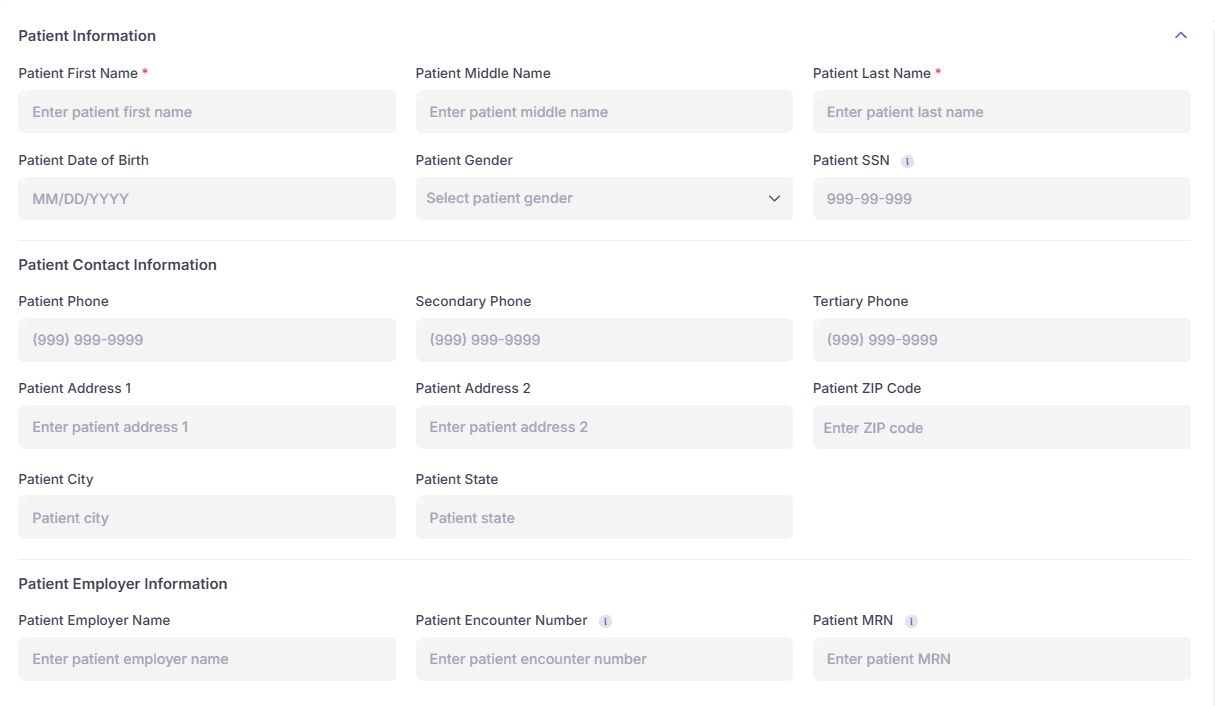 Patient Information
Patient First Name * Patient Middle Name Patient Last Name *
Enter patient first name Enter patient middle name Enter patient last name
Patient Date of Birth Patient Gender Patient SSN i
MM/DD/YYYY Select patient gender 999-99-999
Patient Contact Information
Patient Phone Secondary Phone Tertiary Phone
(999) 999-9999 (999) 999-9999 (999) 999-9999
Patient Address 1 Patient Address 2 Patient ZIP Code
Enter patient address 1 Enter patient address 2 Enter ZIP code
Patient City Patient State
Patient city Patient state
Patient Employer Information
Patient Employer Name Patient Encounter Number i Patient MRN i
Enter patient employer name Enter patient encounter number Enter patient MRN